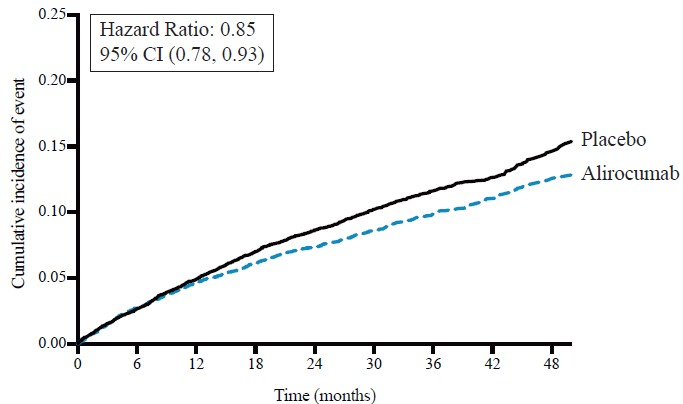 0.25
Hazard Ratio: 0.85
95% CI (0.78, 0.93)
0.20
0.15
0.10
0.05
0.00
Cumulative incidence of event
Placebo
Alirocumab
0 6 12 18 24 30 36 42 48
Time (months)